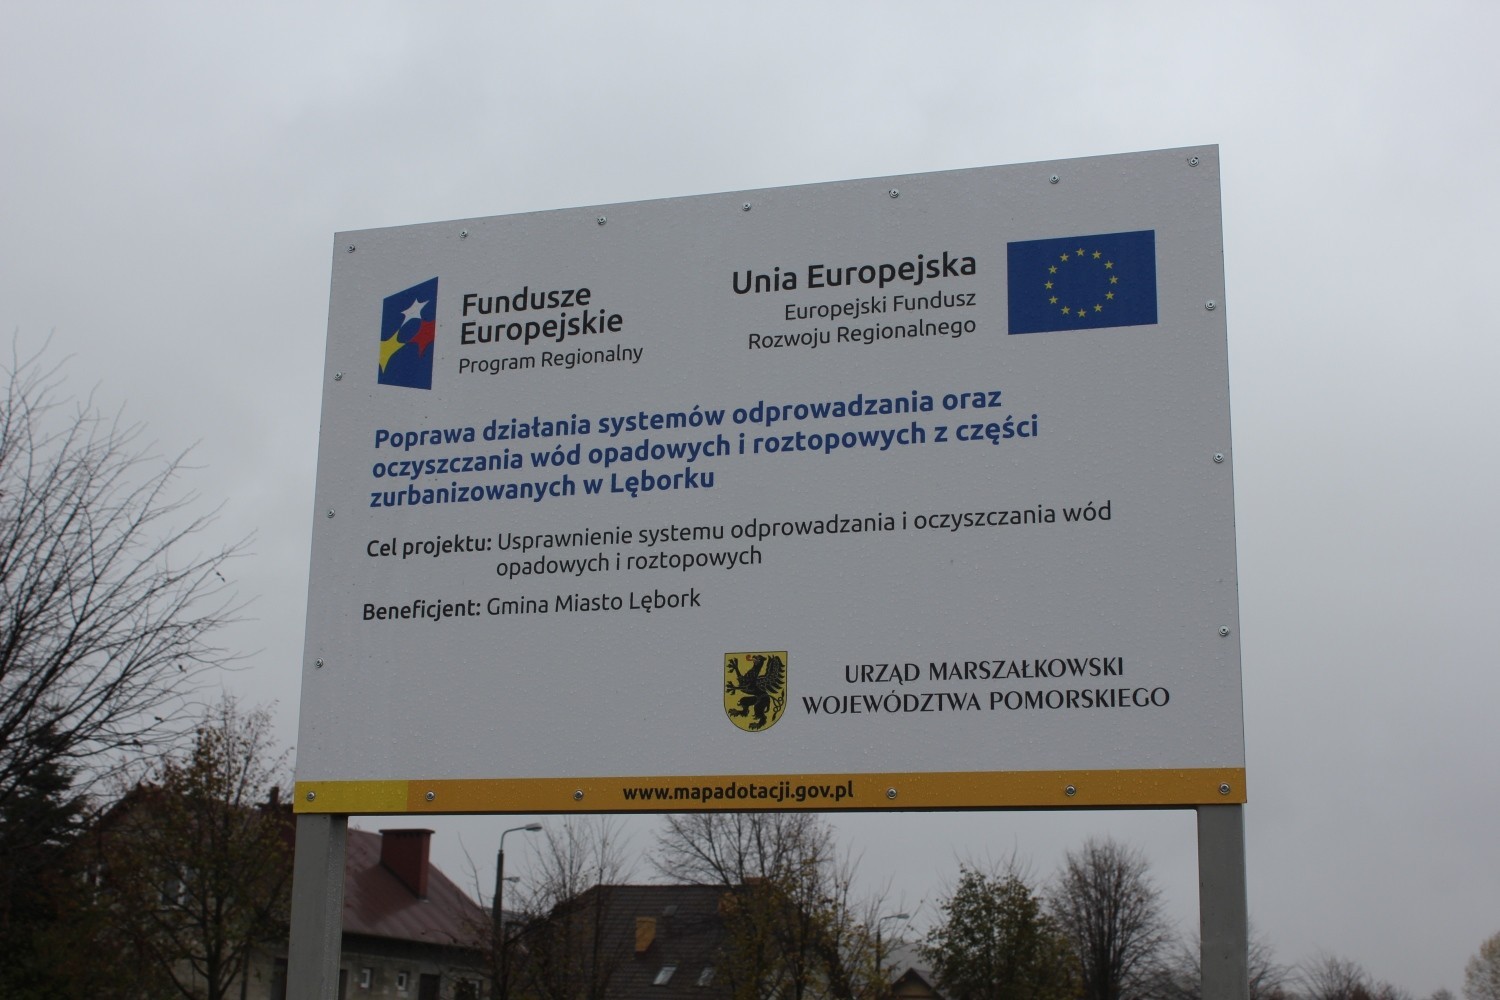 Fundusze
Europejskie
Program Regionalny
Unia Europejska
Europejski Fundusz
Rozwoju Regionalnego
Poprawa działania systemów odprowadzania oraz
oczyszczania wód opadowych i roztopowych z części
zurbanizowanych w Lęborku
Cel projektu: Usprawnienie systemu odprowadzania i oczyszczania wód
opadowych i roztopowych
Beneficjent: Gmina Miasto Lębork
URZĄD MARSZAŁKOWSKI
WOJEWÓDZTWA POMORSKIEGO
www.mapadotacji.gov.pl